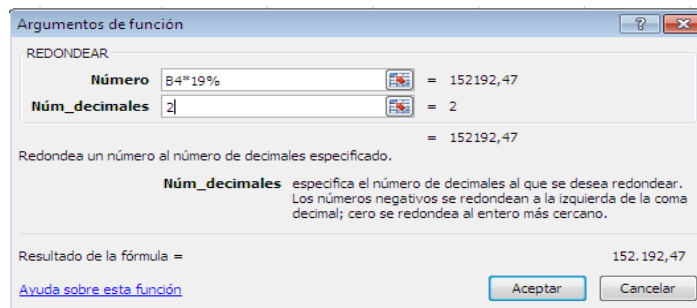 Argumentos de función
REDONDEAR
Número B4*19% = 152192,47
Núm_decimales 2 = 2
= 152192,47
Redondea un número al número de decimales especificado.
Núm_decimales especifica el número de decimales al que se desea redondear.
Los números negativos se redondean a la izquierda de la coma
decimal; cero se redondea al entero más cercano.
Resultado de la fórmula = 152.192,47
Ayuda sobre esta función Aceptar Cancelar